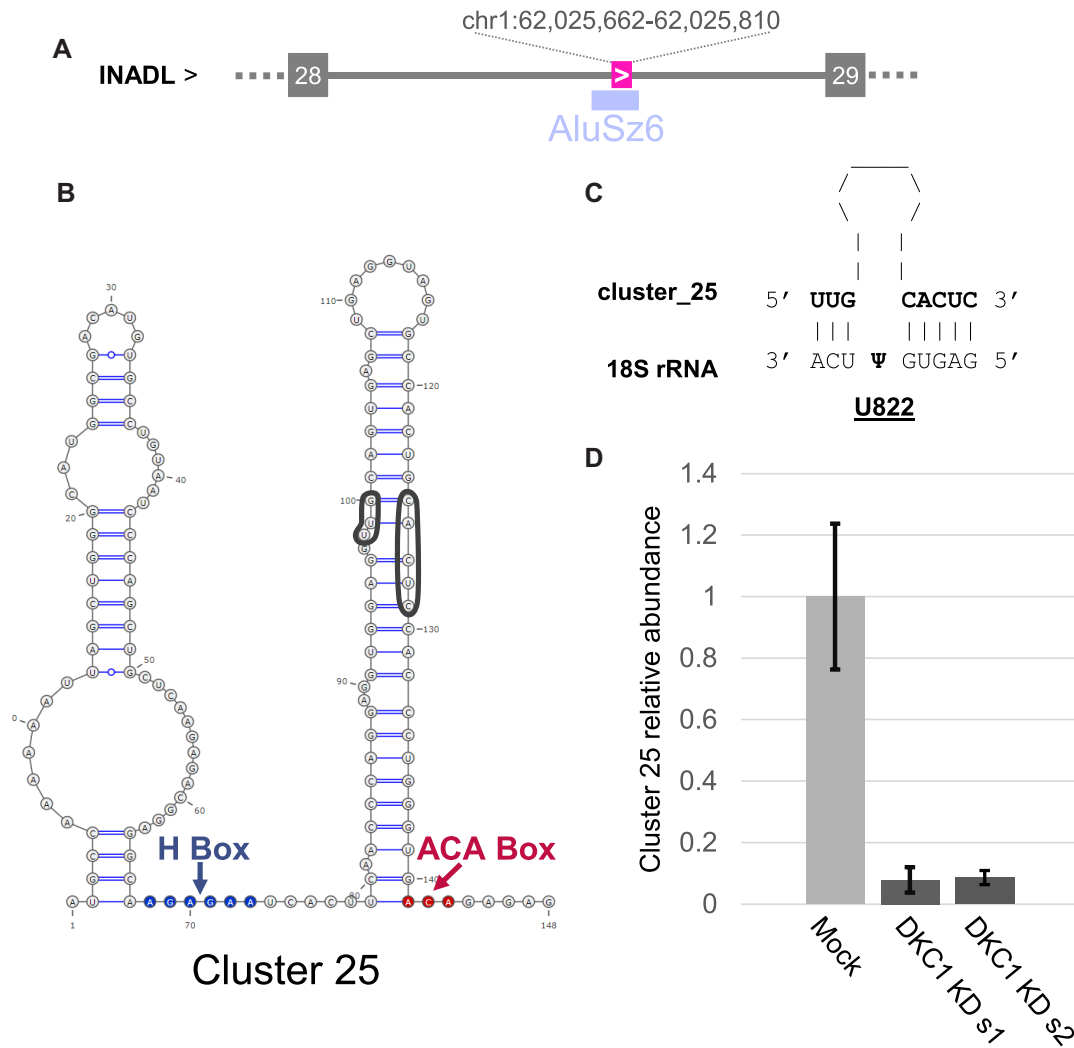 A
chr1:62,025,662-62,025,810
INADL >
28
>
29
AluSz6
B
30
20
40
0
50
60
H Box
70
110
120
100
90
130
80
140
ACA Box
148
A U A A G A G A A U C A C U U A C A G A G A G
1
Cluster 25
C
cluster_25 5′ UUG CACUC 3′
18S rRNA 3′ ACU Ψ GUGAG 5′
U822
D
Cluster 25 relative abundance
1.4
1.2
1
0.8
0.6
0.4
0.2
0
Mock
DKC1 KD s1
DKC1 KD s2